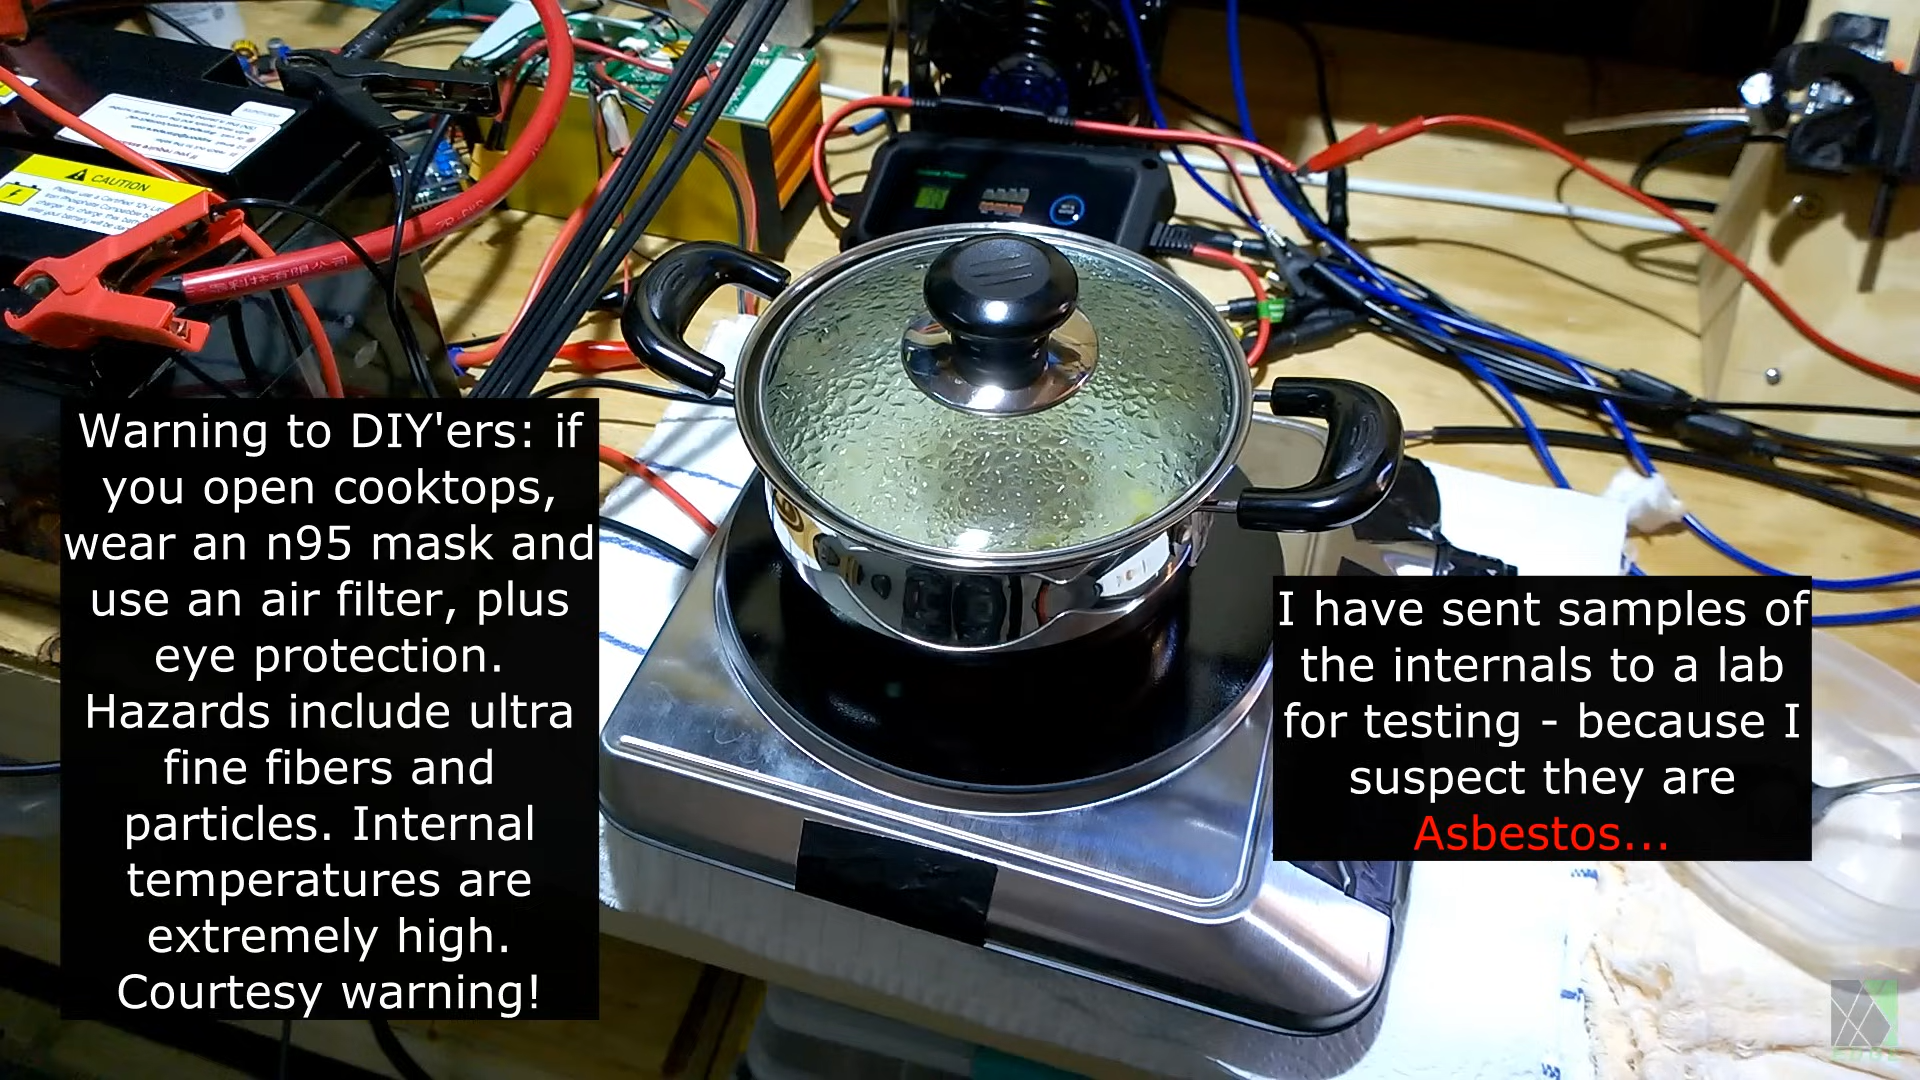 CAUTION
Warning to DIY'ers: if
you open cooktops,
wear an n95 mask and
use an air filter, plus
eye protection.
Hazards include ultra
fine fibers and
particles. Internal
temperatures are
extremely high.
Courtesy warning!
I have sent samples of
the internals to a lab
for testing - because I
suspect they are
Asbestos...